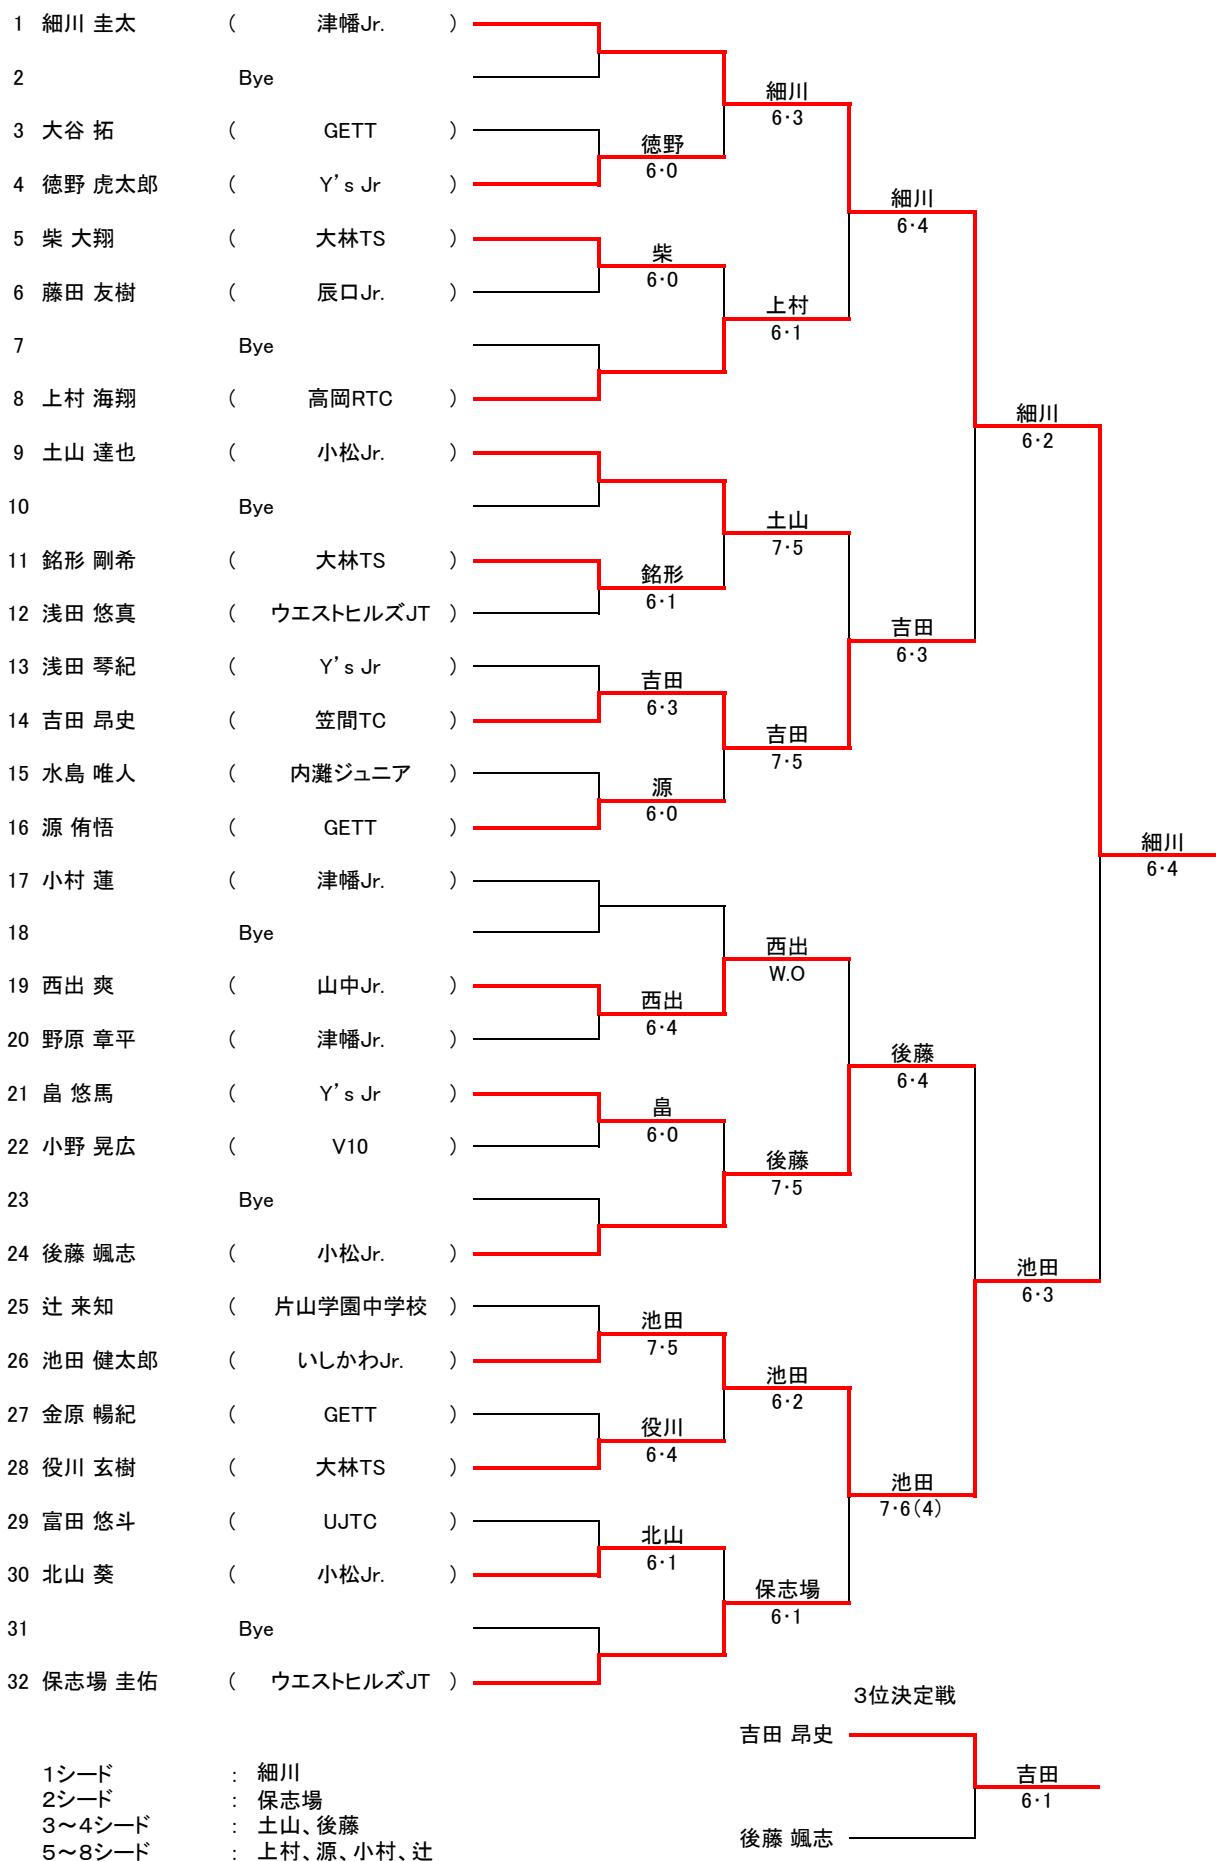 1 細川 圭太 ( 津幡Jr. )
2 Bye
細川
6・3
3 大谷 拓 ( GETT )
徳野
6・0
4 徳野 虎太郎 ( Y's Jr )
細川
6・4
5 柴 大翔 ( 大林TS )
柴
6・0
6 藤田 友樹 ( 辰口Jr. )
上村
6・1
7 Bye
8 上村 海翔 ( 高岡RTC )
細川
6・2
9 土山 達也 ( 小松Jr. )
10 Bye
土山
7・5
11 銘形 剛希 ( 大林TS )
銘形
6・1
12 浅田 悠真 ( ウエストヒルズJT )
吉田
6・3
13 浅田 琴紀 ( Y's Jr )
吉田
6・3
14 吉田 昂史 ( 笠間TC )
吉田
7・5
15 水島 唯人 ( 内灘ジュニア )
源
6・0
16 源 侑悟 ( GETT )
細川
6・4
17 小村 蓮 ( 津幡Jr. )
18 Bye
西出
W.O
19 西出 爽 ( 山中Jr. )
西出
6・4
20 野原 章平 ( 津幡Jr. )
後藤
6・4
21 畠 悠馬 ( Y's Jr )
畠
6・0
22 小野 晃広 ( V10 )
後藤
7・5
23 Bye
24 後藤 颯志 ( 小松Jr. )
池田
6・3
25 辻 来知 ( 片山学園中学校 )
池田
7・5
26 池田 健太郎 ( いしかわJr. )
池田
6・2
27 金原 暢紀 ( GETT )
役川
6・4
28 役川 玄樹 ( 大林TS )
池田
7・6(4)
29 富田 悠斗 ( UJTC )
北山
6・1
30 北山 葵 ( 小松Jr. )
保志場
6・1
31 Bye
32 保志場 圭佑 ( ウエストヒルズJT )
3位決定戦
吉田 昂史
吉田
6・1
後藤 颯志
1シード : 細川
2シード : 保志場
3～4シード : 土山、後藤
5～8シード : 上村、源、小村、辻